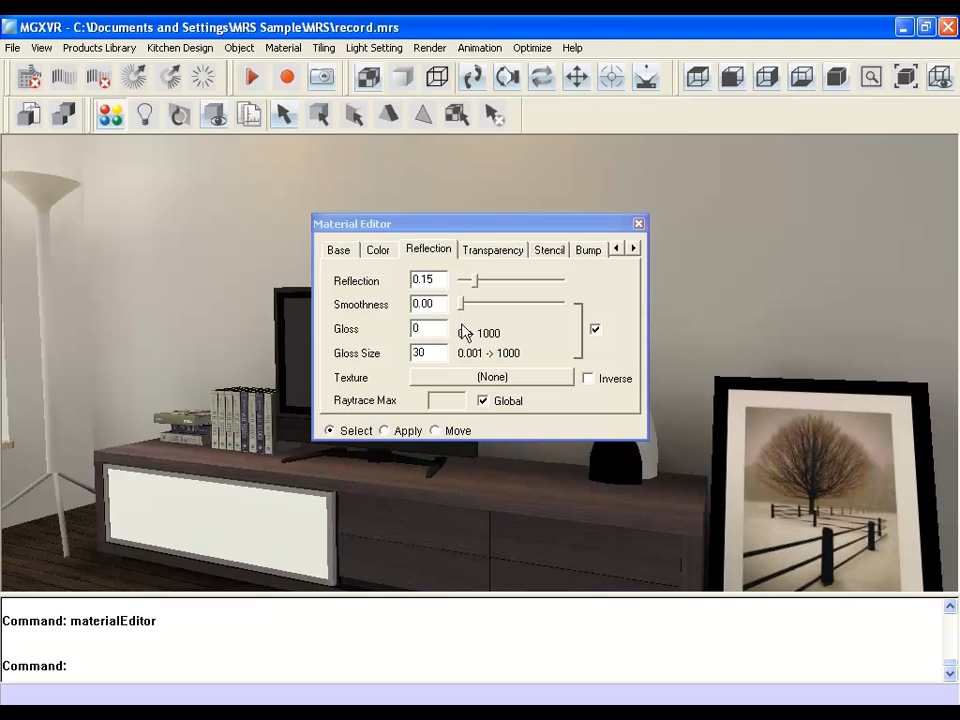 MGXVR - C:\Documents and Settings\MRS Sample\MRS\record.mrs
File View Products Library Kitchen Design Object Material Tiling Light Setting Render Animation Optimize Help
Material Editor
Base Color Reflection Transparency Stencil Bump
Reflection 0.15
Smoothness 0.00
Gloss 0 0 -> 1000
Gloss Size 30 0.001 -> 1000
Texture (None) Inverse
Raytrace Max Global
Select Apply Move
Command: materialEditor
Command: